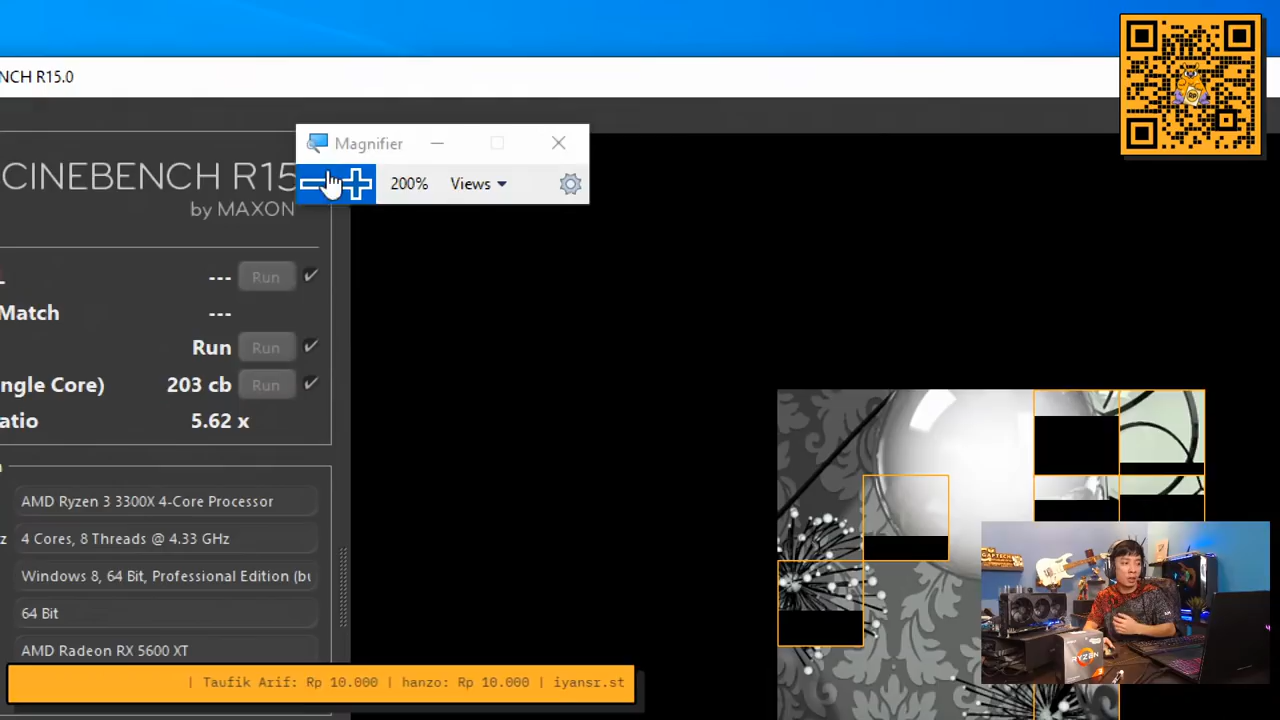 NCH R15.0
Magnifier
200% Views
CINEBENCH R15
by MAXON
--- Run
Match ---
Run Run
ngle Core) 203 cb Run
atio 5.62 x
AMD Ryzen 3 3300X 4-Core Processor
z 4 Cores, 8 Threads @ 4.33 GHz
Windows 8, 64 Bit, Professional Edition (bu
64 Bit
AMD Radeon RX 5600 XT
| Taufik Arif: Rp 10.000 | hanzo: Rp 10.000 | iyansr.st
GAPTECH
RYZEN
RP